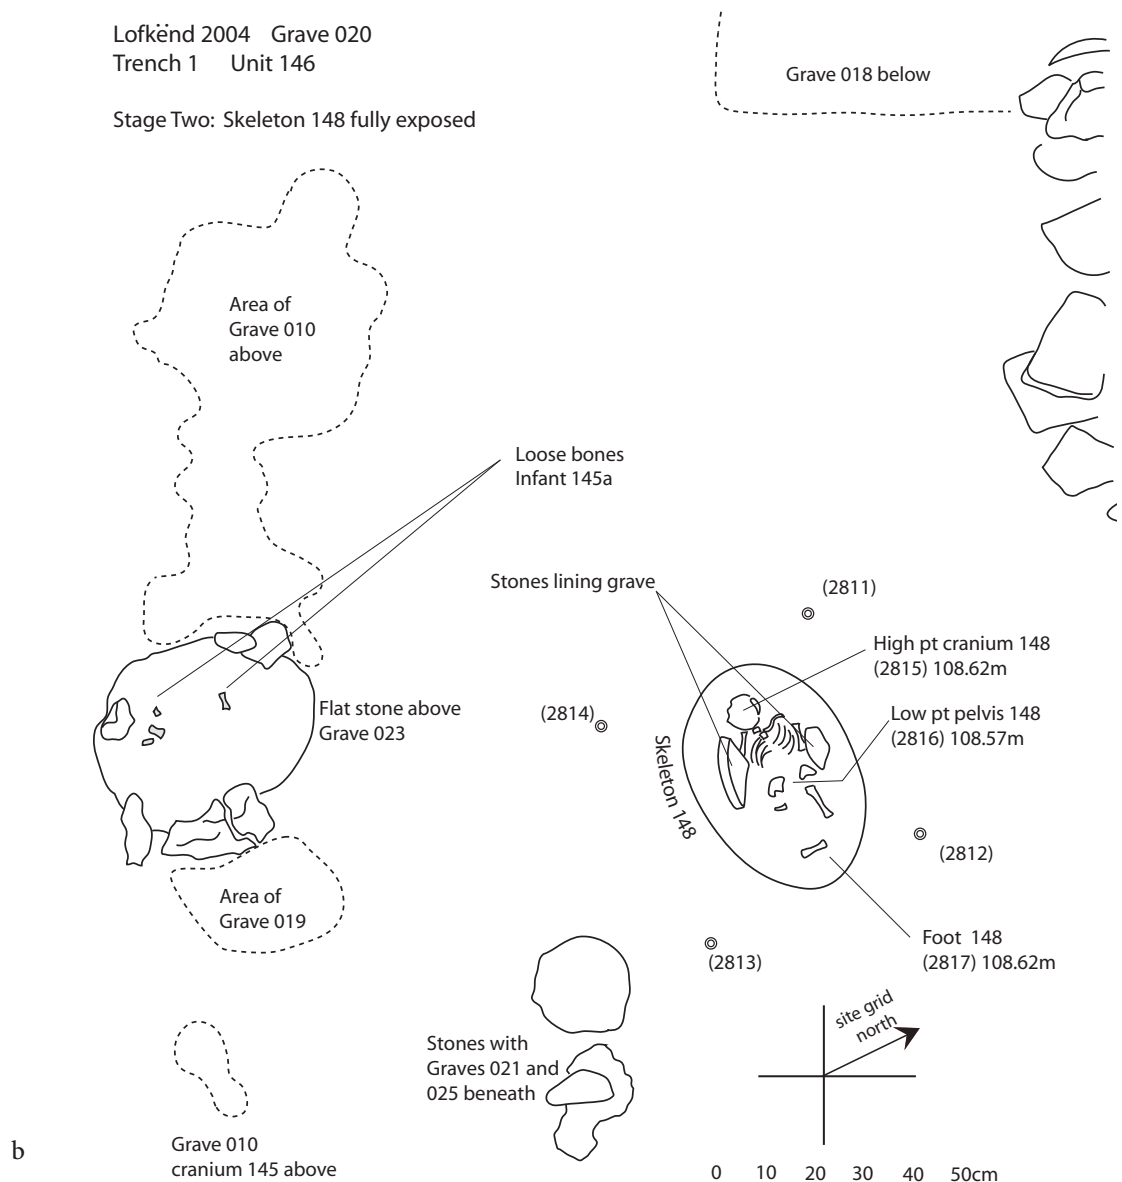 Lofkënd 2004 Grave 020
Trench 1 Unit 146
Stage Two: Skeleton 148 fully exposed
Grave 018 below
Area of
Grave 010
above
Loose bones
Infant 145a
Stones lining grave
(2811)
High pt cranium 148
(2815) 108.62m
Low pt pelvis 148
(2816) 108.57m
(2814)
Flat stone above
Grave 023
Skeleton 148
(2812)
Area of
Grave 019
Foot 148
(2817) 108.62m
(2813)
site grid
north
Stones with
Graves 021 and
025 beneath
Grave 010
cranium 145 above
b
0 10 20 30 40 50cm